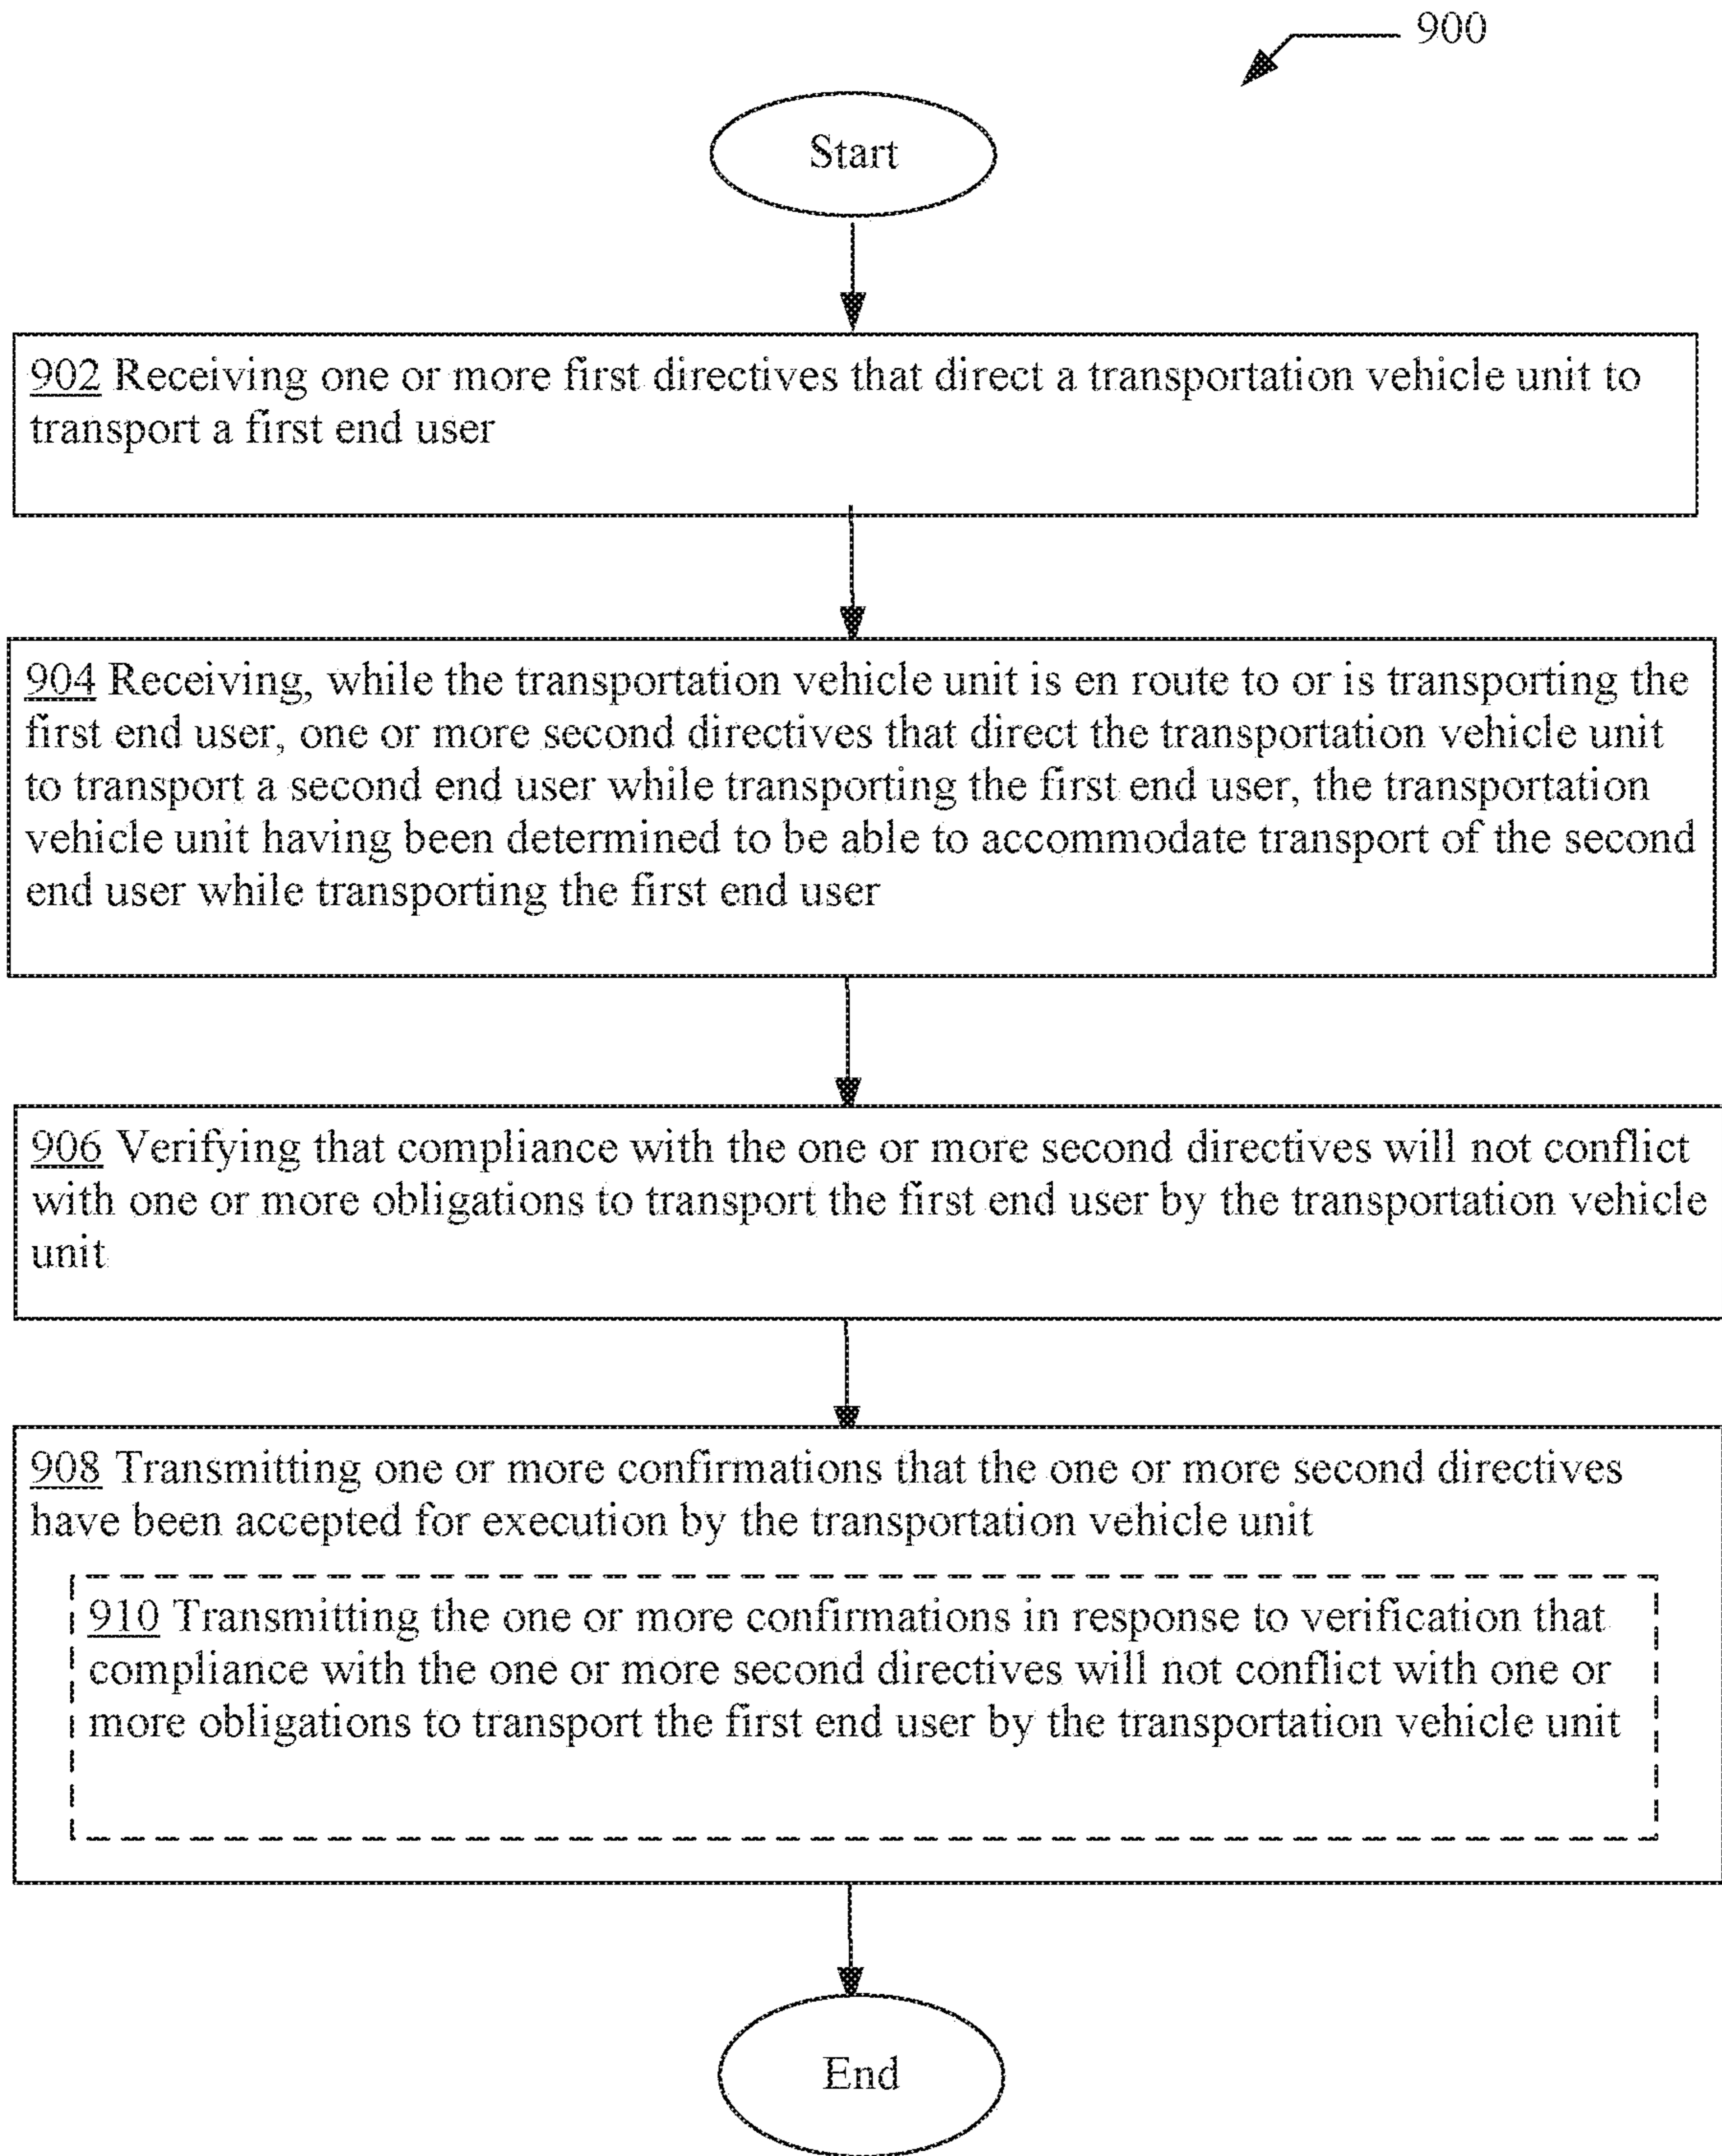 900
Start
902 Receiving one or more first directives that direct a transportation vehicle unit to
transport a first end user
904 Receiving, while the transportation vehicle unit is en route to or is transporting the
first end user, one or more second directives that direct the transportation vehicle unit
to transport a second end user while transporting the first end user, the transportation
vehicle unit having been determined to be able to accommodate transport of the second
end user while transporting the first end user
906 Verifying that compliance with the one or more second directives will not conflict
with one or more obligations to transport the first end user by the transportation vehicle
unit
908 Transmitting one or more confirmations that the one or more second directives
have been accepted for execution by the transportation vehicle unit
910 Transmitting the one or more confirmations in response to verification that
compliance with the one or more second directives will not conflict with one or
more obligations to transport the first end user by the transportation vehicle unit
End